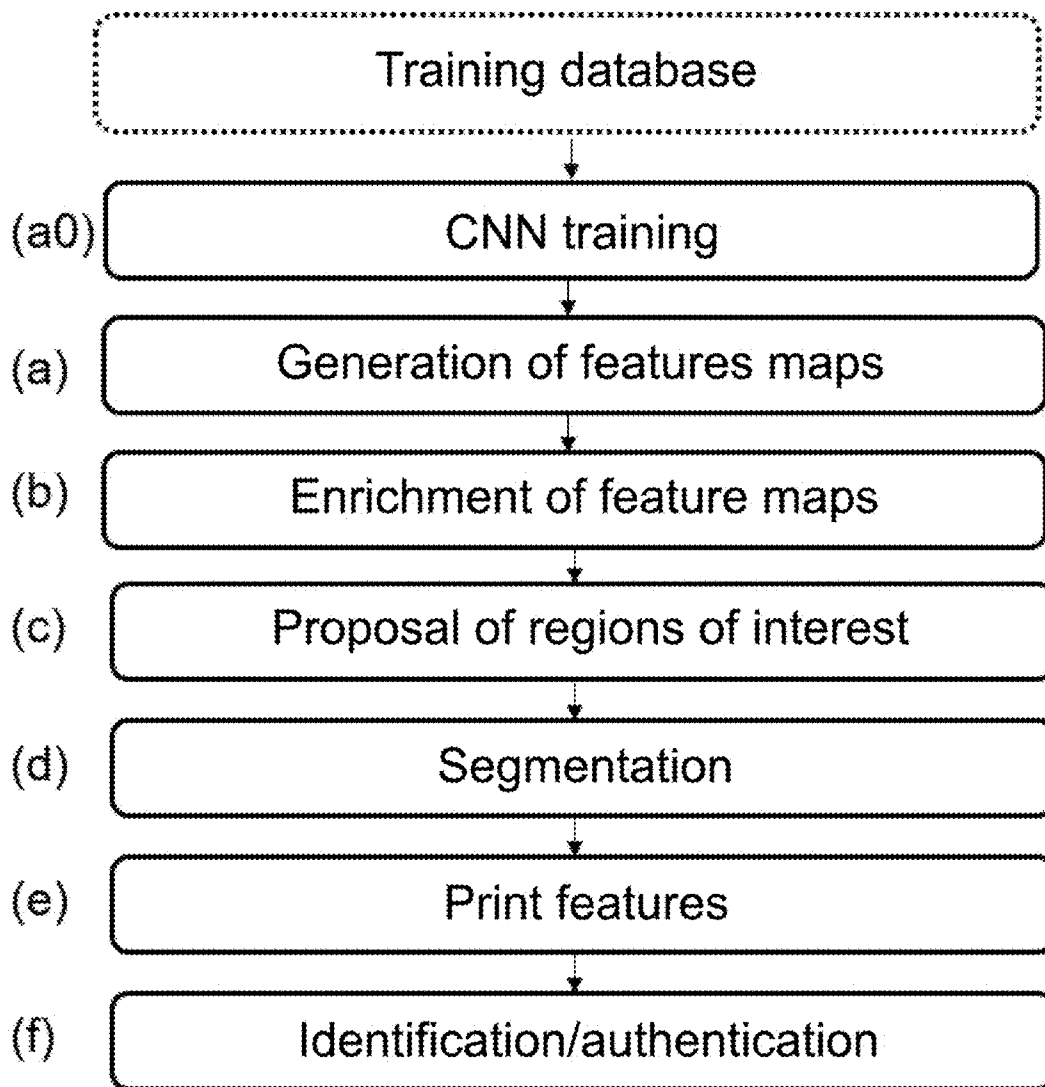 Training database
(a0) CNN training
(a) Generation of features maps
(b) Enrichment of feature maps
(c) Proposal of regions of interest
(d) Segmentation
(e) Print features
(f) Identification/authentication